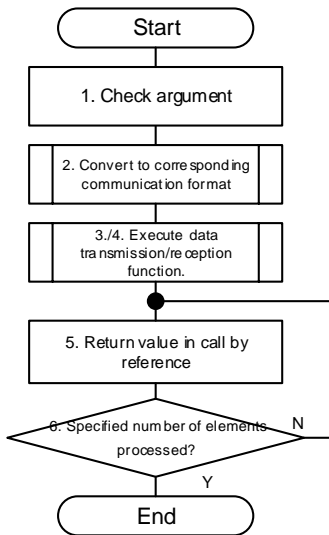 Start
1. Check argument
2. Convert to corresponding
communication format
3./4. Execute data
transmission/reception
function.
5. Return value in call by
reference
6. Specified number of elements
processed?
N
Y
End